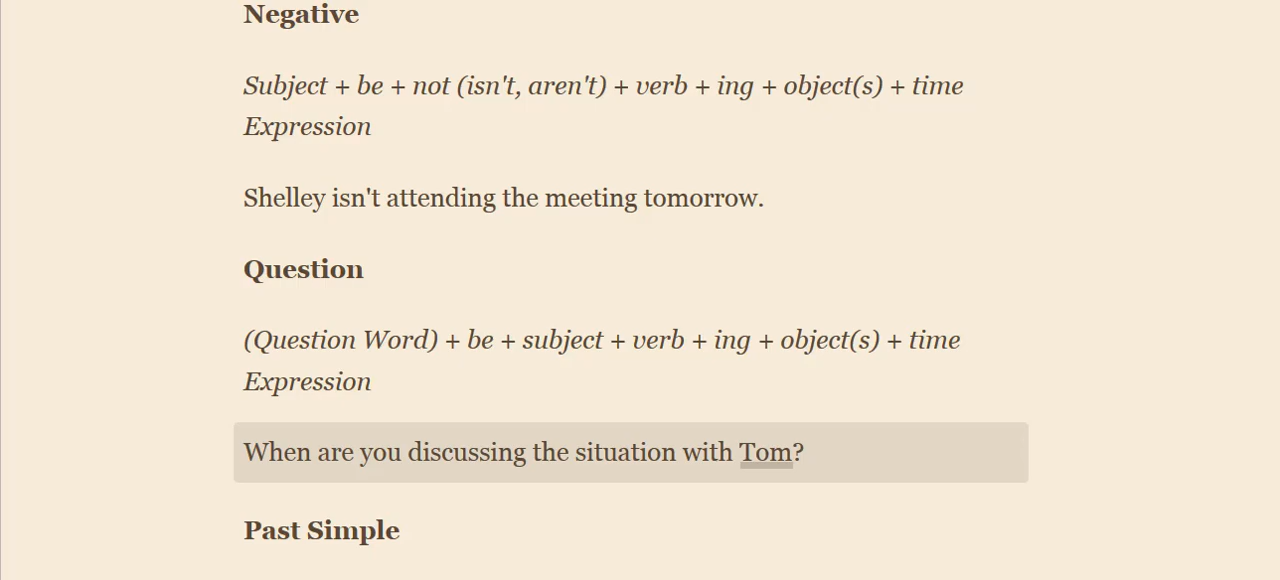 Negative
Subject + be + not (isn't, aren't) + verb + ing + object(s) + time
Expression
Shelley isn't attending the meeting tomorrow.
Question
(Question Word) + be + subject + verb + ing + object(s) + time
Expression
When are you discussing the situation with Tom?
Past Simple